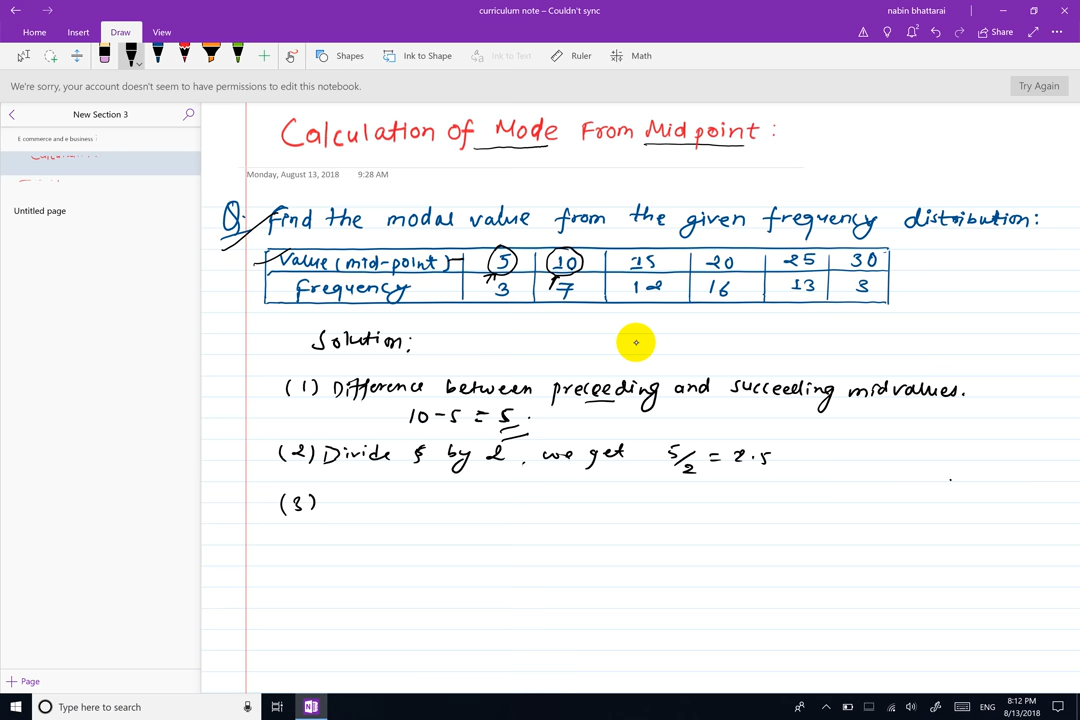 curriculum note – Couldn't sync
nabin bhattarai
Home Insert Draw View
Share
Shapes Ink to Shape Ink to Text Ruler Math
We're sorry, your account doesn't seem to have permissions to edit this notebook.
Try Again
New Section 3
E commerce and e business
Untitled page
Page
Calculation of Mode From Midpoint:
Monday, August 13, 2018 9:28 AM
Q. Find the modal value from the given frequency distribution:
Value (mid-point) 5 10 15 20 25 30
Frequency 3 7 12 16 13 3
Solution:
(1) Difference between preceeding and succeeding midvalues.
10-5 = 5.
(2) Divide 5 by 2, we get 5/2 = 2.5
(3)
Type here to search
ENG
8:12 PM
8/13/2018